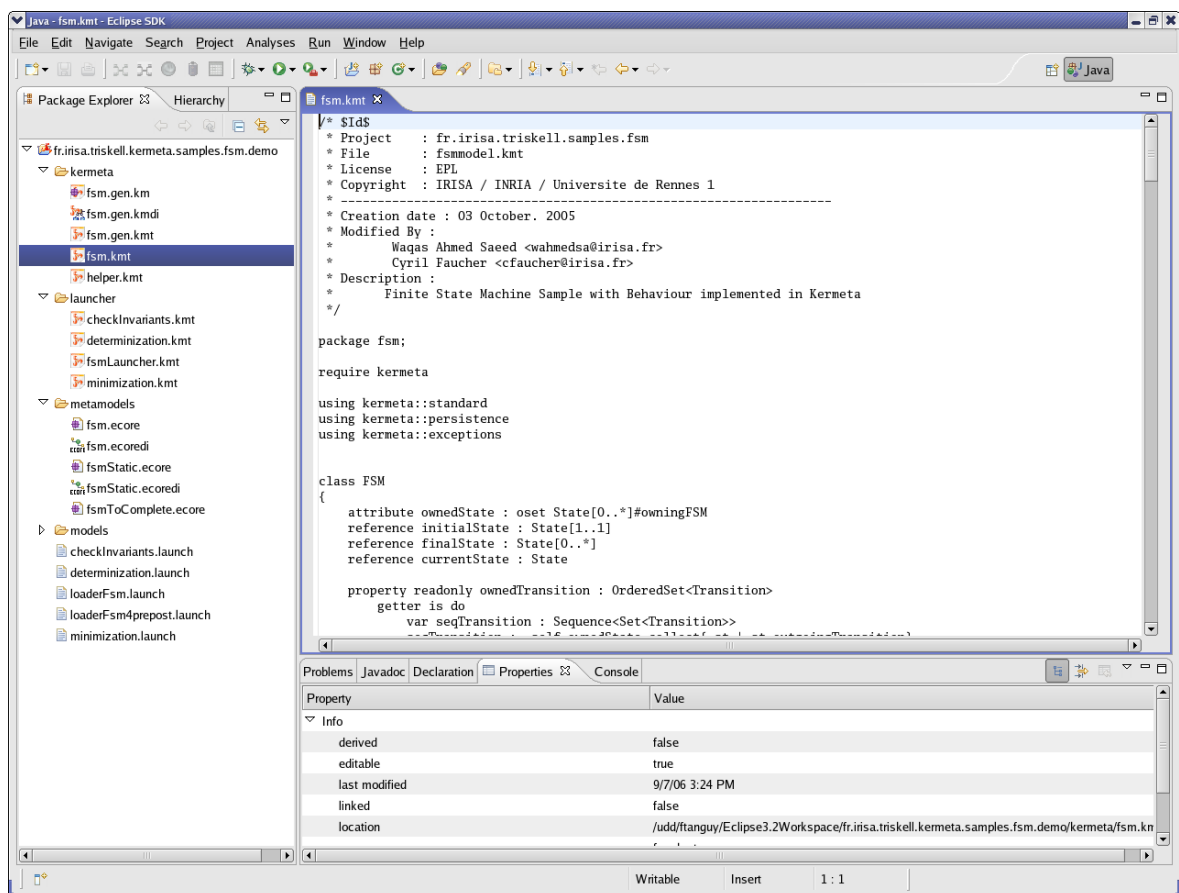 Java - fsm.kmt - Eclipse SDK
File Edit Navigate Search Project Analyses Run Window Help
Java
Package Explorer Hierarchy
fr.irisa.triskell.kermeta.samples.fsm.demo
kermeta
fsm.gen.km
fsm.gen.kmdi
fsm.gen.kmt
fsm.kmt
helper.kmt
launcher
checkInvariants.kmt
determinization.kmt
fsmLauncher.kmt
minimization.kmt
metamodels
fsm.ecore
fsm.ecoredi
fsmStatic.ecore
fsmStatic.ecoredi
fsmToComplete.ecore
models
checkInvariants.launch
determinization.launch
loaderFsm.launch
loaderFsm4prepost.launch
minimization.launch
fsm.kmt
/* $Id$
* Project : fr.irisa.triskell.samples.fsm
* File : fsmmodel.kmt
* License : EPL
* Copyright : IRISA / INRIA / Universite de Rennes 1
* -------------------------------------------------------------------
* Creation date : 03 October. 2005
* Modified By :
* Waqas Ahmed Saeed <wahmedsa@irisa.fr>
* Cyril Faucher <cfaucher@irisa.fr>
* Description :
* Finite State Machine Sample with Behaviour implemented in Kermeta
*/
package fsm;
require kermeta
using kermeta::standard
using kermeta::persistence
using kermeta::exceptions
class FSM
{
attribute ownedState : oset State[0..*]#owningFSM
reference initialState : State[1..1]
reference finalState : State[0..*]
reference currentState : State
property readonly ownedTransition : OrderedSet<Transition>
getter is do
var seqTransition : Sequence<Set<Transition>>
Problems Javadoc Declaration Properties Console
Property Value
Info
derived false
editable true
last modified 9/7/06 3:24 PM
linked false
location /udd/ftanguy/Eclipse3.2Workspace/fr.irisa.triskell.kermeta.samples.fsm.demo/kermeta/fsm.km
Writable Insert 1 : 1